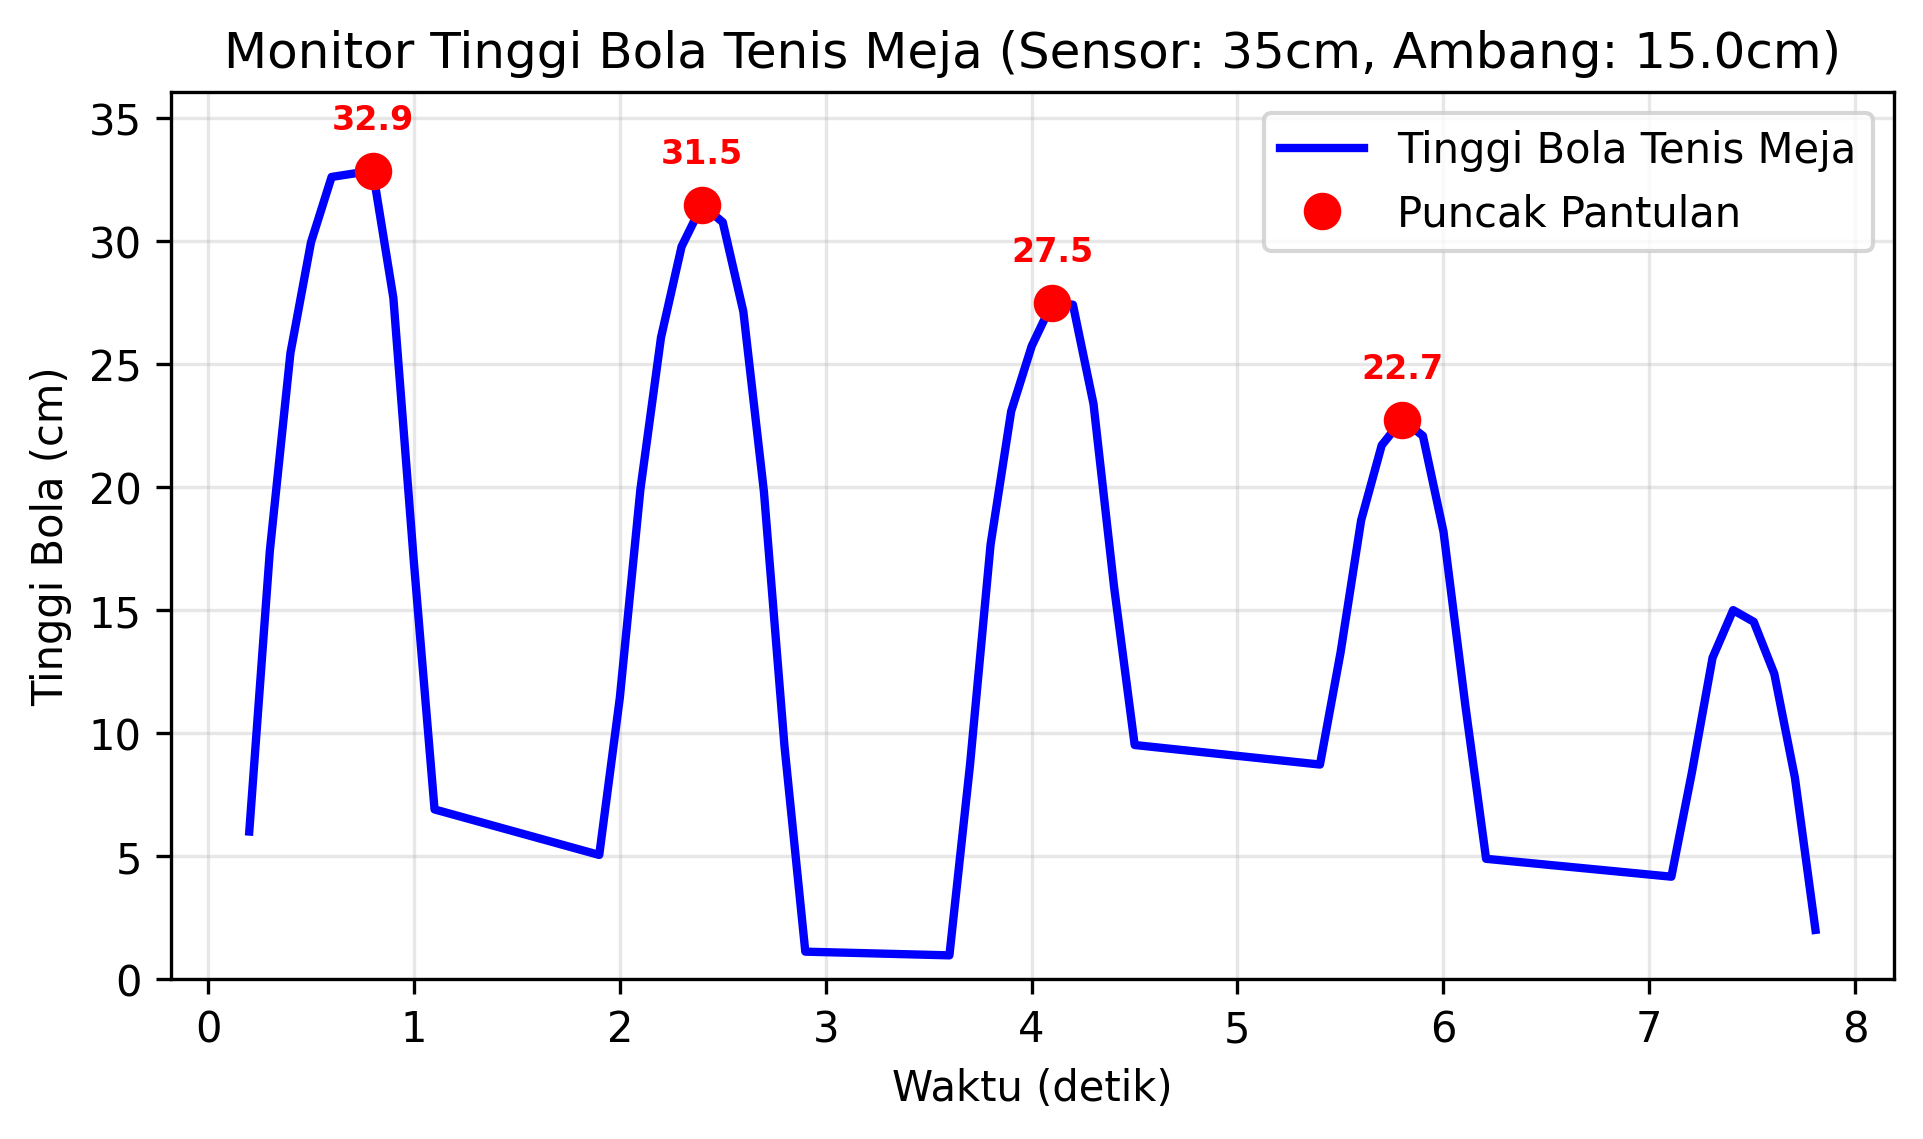 Monitor Tinggi Bola Tenis Meja (Sensor: 35cm, Ambang: 15.0cm)
Tinggi Bola Tenis Meja
Puncak Pantulan
32.9
31.5
27.5
22.7
Tinggi Bola (cm)
35
30
25
20
15
10
5
0
0 1 2 3 4 5 6 7 8
Waktu (detik)